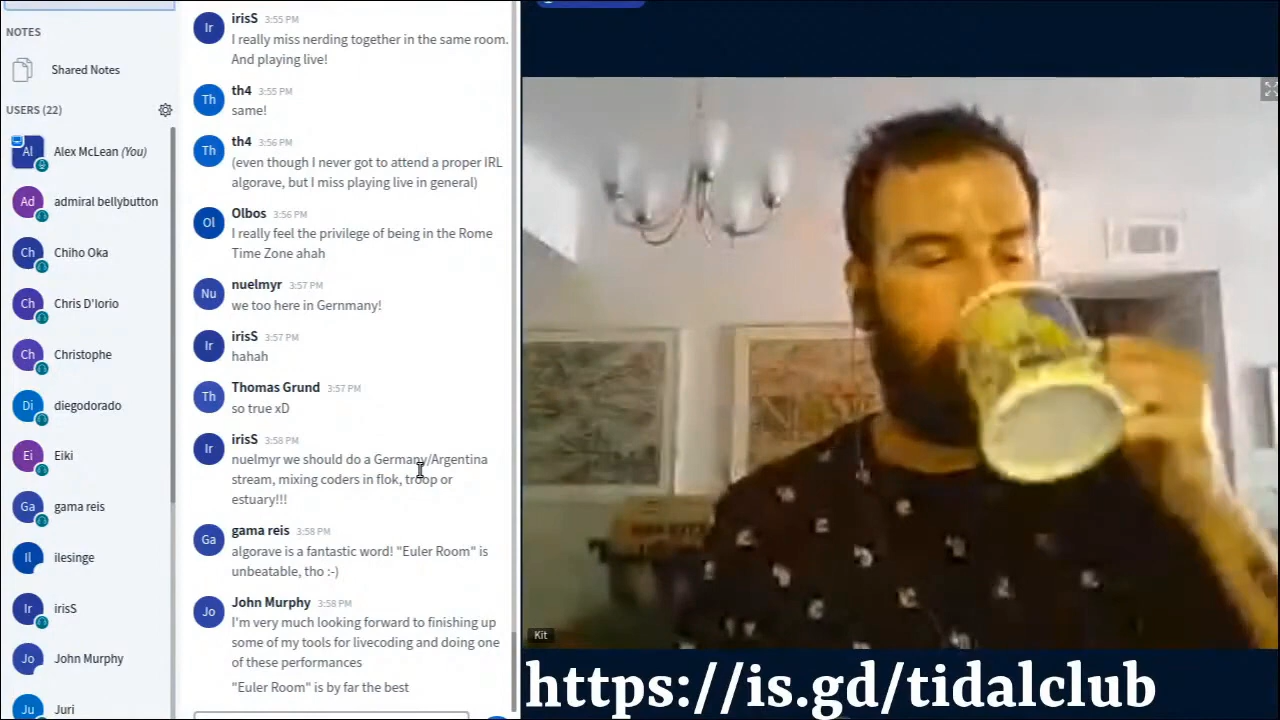 NOTES
Shared Notes
USERS (22)
Al
Alex McLean (You)
Ad
admiral bellybutton
Ch
Chiho Oka
Ch
Chris D'Iorio
Ch
Christophe
Di
diegodorado
Ei
Eiki
Ga
gama reis
Il
ilesinge
Ir
irisS
Jo
John Murphy
Ju
Juri
Ir
irisS 3:55 PM
I really miss nerding together in the same room.
And playing live!
Th
th4 3:55 PM
same!
Th
th4 3:56 PM
(even though I never got to attend a proper IRL
algorave, but I miss playing live in general)
Ol
Olbos 3:56 PM
I really feel the privilege of being in the Rome
Time Zone ahah
Nu
nuelmyr 3:57 PM
we too here in Gernmany!
Ir
irisS 3:57 PM
hahah
Th
Thomas Grund 3:57 PM
so true xD
Ir
irisS 3:58 PM
nuelmyr we should do a Germany/Argentina
stream, mixing coders in flok, troop or
estuary!!!
Ga
gama reis 3:58 PM
algorave is a fantastic word! "Euler Room" is
unbeatable, tho :-)
Jo
John Murphy 3:58 PM
I'm very much looking forward to finishing up
some of my tools for livecoding and doing one
of these performances
"Euler Room" is by far the best
Kit
https://is.gd/tidalclub